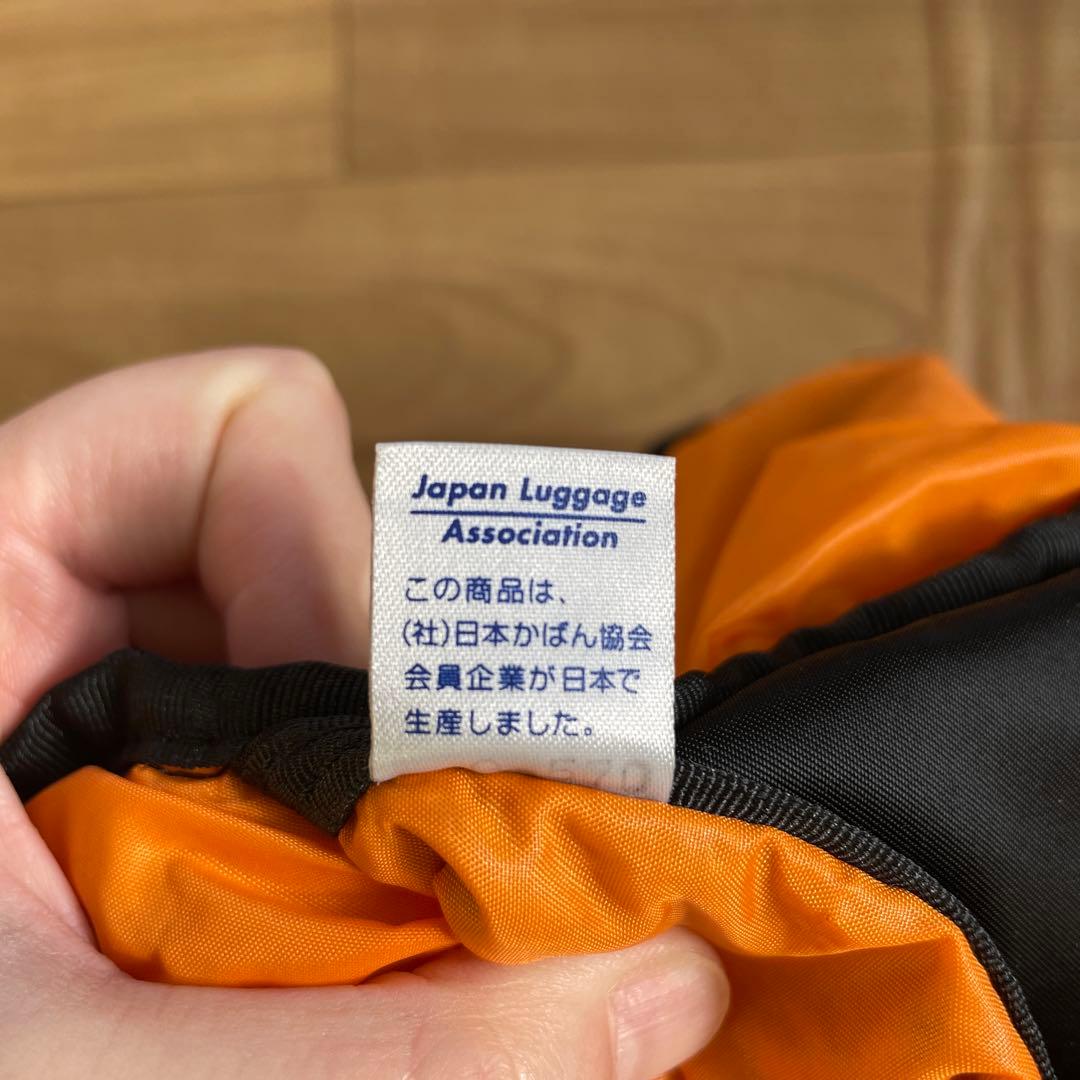 Japan Luggage
Association
この商品は、
(社)日本かばん協会
会員企業が日本で
生産しました。